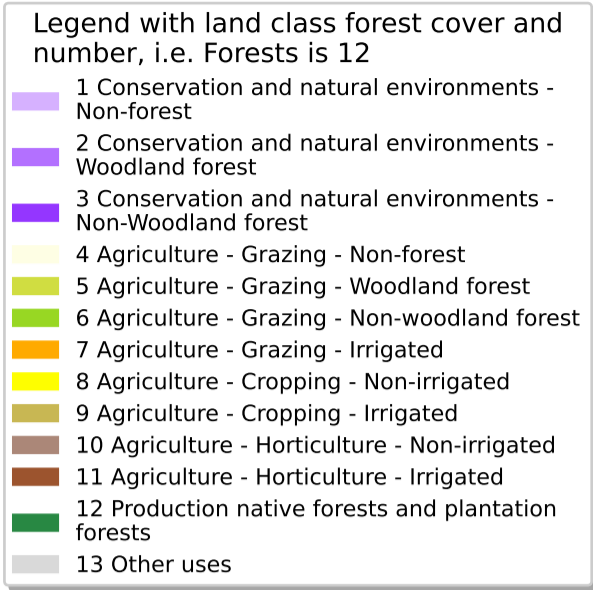 Legend with land class forest cover and
number, i.e. Forests is 12
1 Conservation and natural environments -
Non-forest
2 Conservation and natural environments -
Woodland forest
3 Conservation and natural environments -
Non-Woodland forest
4 Agriculture - Grazing - Non-forest
5 Agriculture - Grazing - Woodland forest
6 Agriculture - Grazing - Non-woodland forest
7 Agriculture - Grazing - Irrigated
8 Agriculture - Cropping - Non-irrigated
9 Agriculture - Cropping - Irrigated
10 Agriculture - Horticulture - Non-irrigated
11 Agriculture - Horticulture - Irrigated
12 Production native forests and plantation
forests
13 Other uses